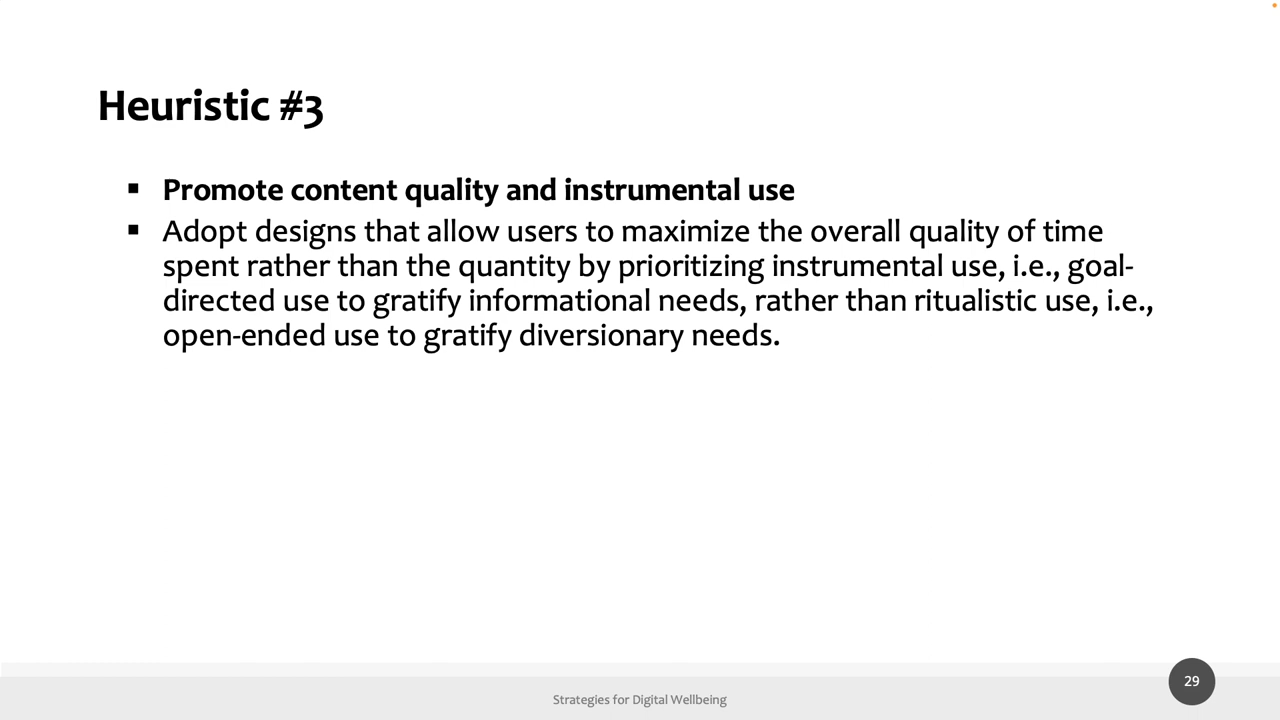 Heuristic #3
▪ Promote content quality and instrumental use
▪ Adopt designs that allow users to maximize the overall quality of time
spent rather than the quantity by prioritizing instrumental use, i.e., goal-
directed use to gratify informational needs, rather than ritualistic use, i.e.,
open-ended use to gratify diversionary needs.
29
Strategies for Digital Wellbeing